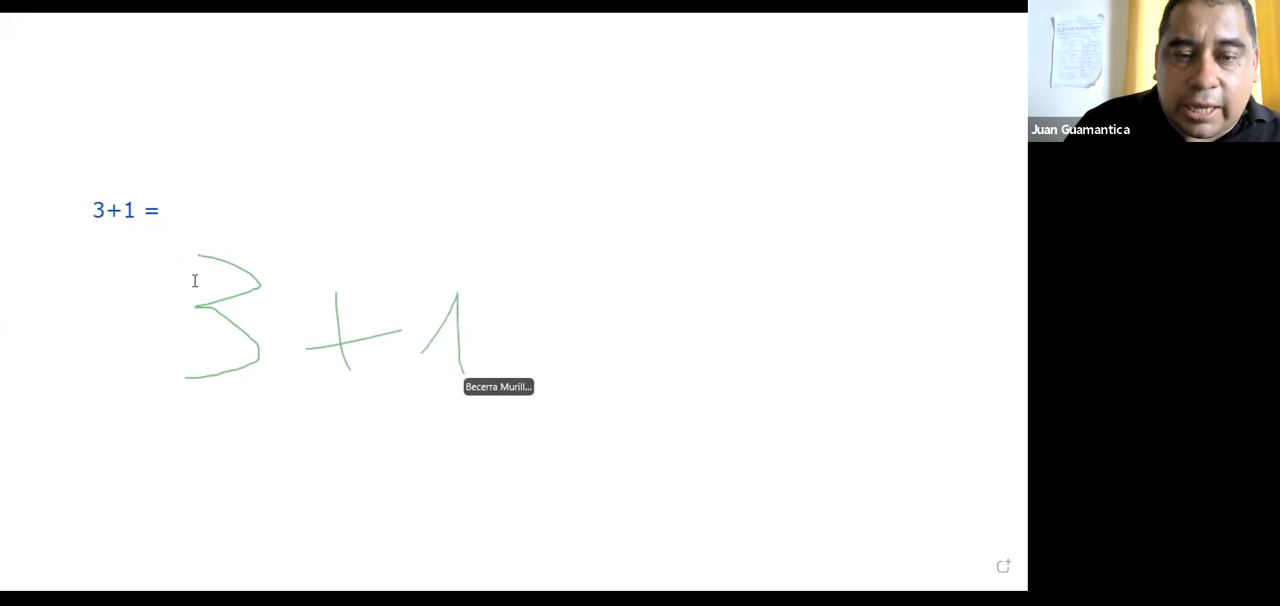 3+1 =
3 + 1
Becerra Murill...
Juan Guamantica